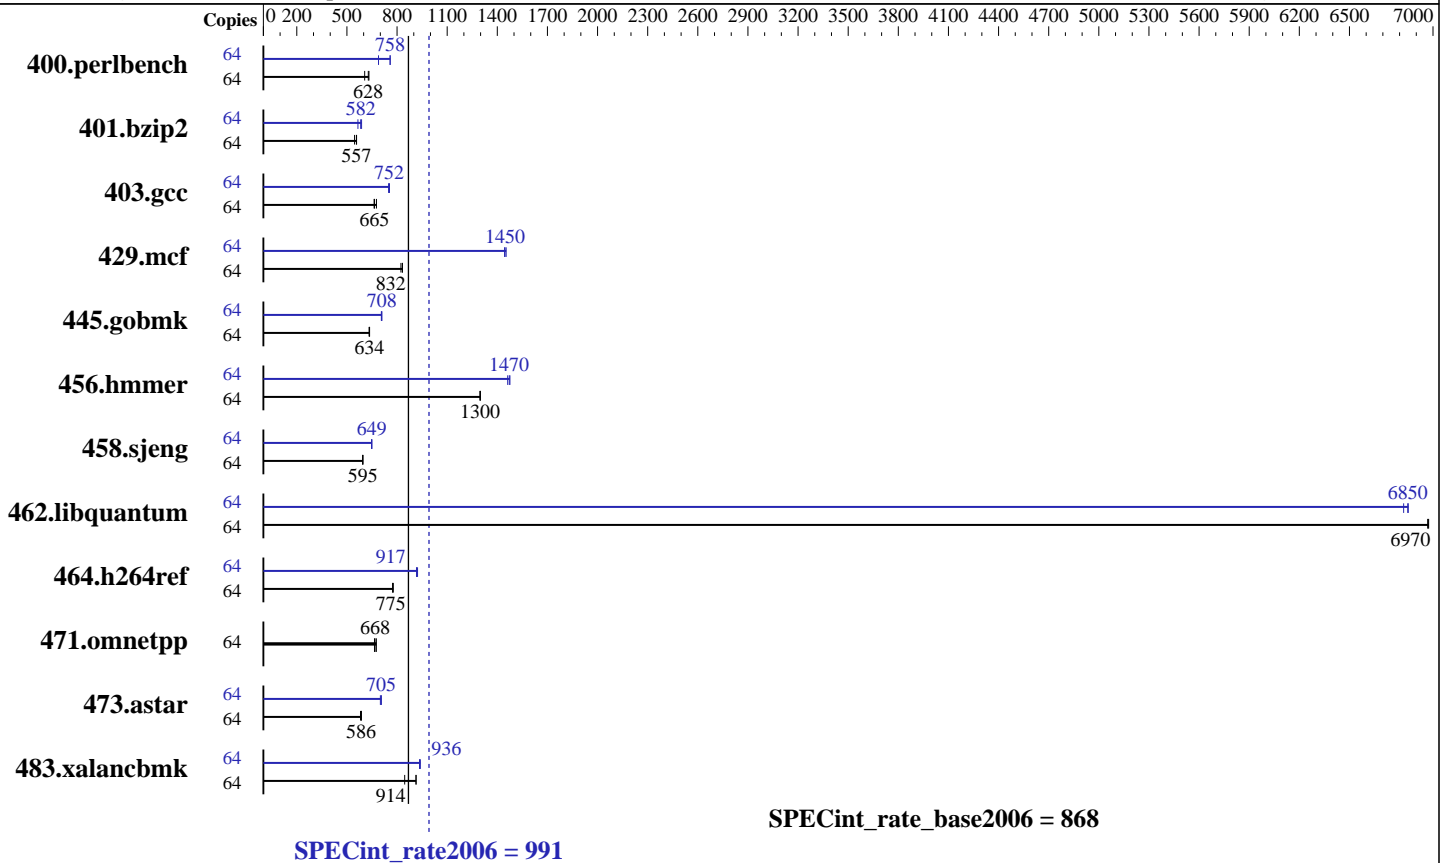 Copies 0 200 500 800 1100 1400 1700 2000 2300 2600 2900 3200 3500 3800 4100 4400 4700 5000 5300 5600 5900 6200 6500 7000
400.perlbench 64 758
64 628
401.bzip2 64 582
64 557
403.gcc 64 752
64 665
429.mcf 64 1450
64 832
445.gobmk 64 708
64 634
456.hmmer 64 1470
64 1300
458.sjeng 64 649
64 595
462.libquantum 64 6850
64 6970
464.h264ref 64 917
64 775
471.omnetpp 64 668
473.astar 64 705
64 586
483.xalancbmk 64 936
64 914
SPECint_rate_base2006 = 868
SPECint_rate2006 = 991